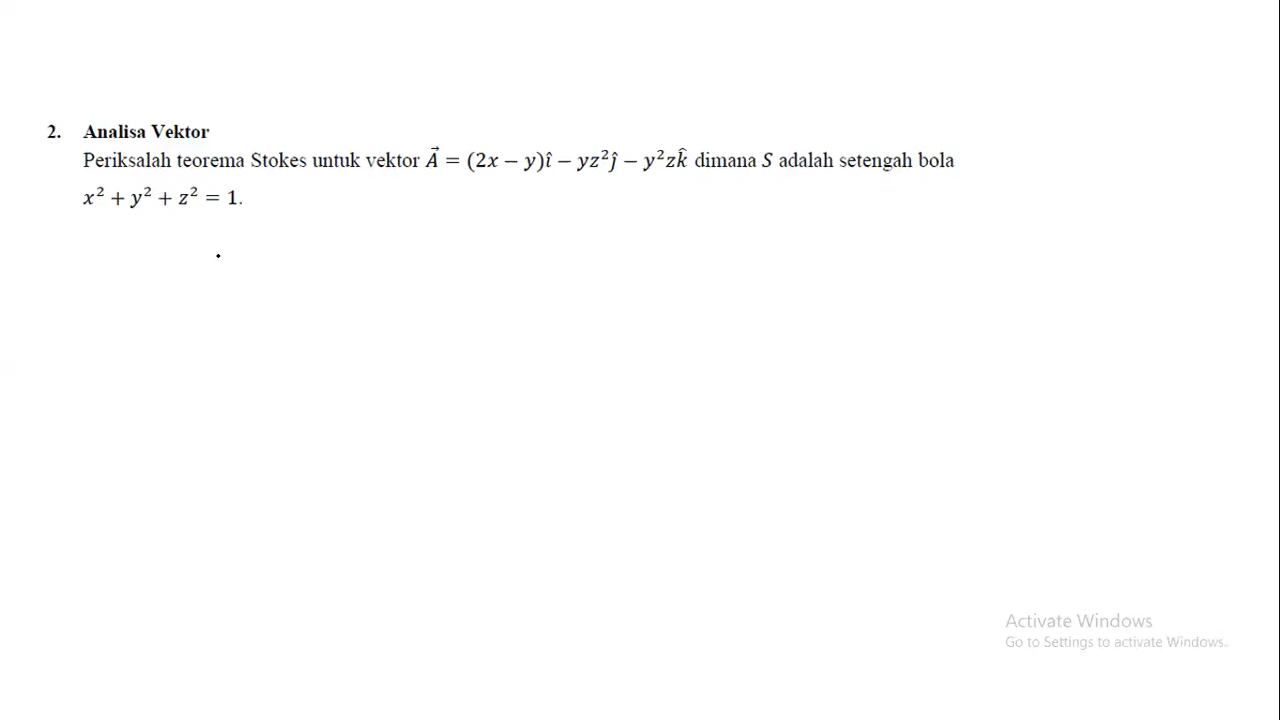 2. Analisa Vektor
Periksalah teorema Stokes untuk vektor A⃗ = (2x − y)î − yz²ĵ − y²zk̂ dimana S adalah setengah bola
x² + y² + z² = 1.
Activate Windows
Go to Settings to activate Windows.